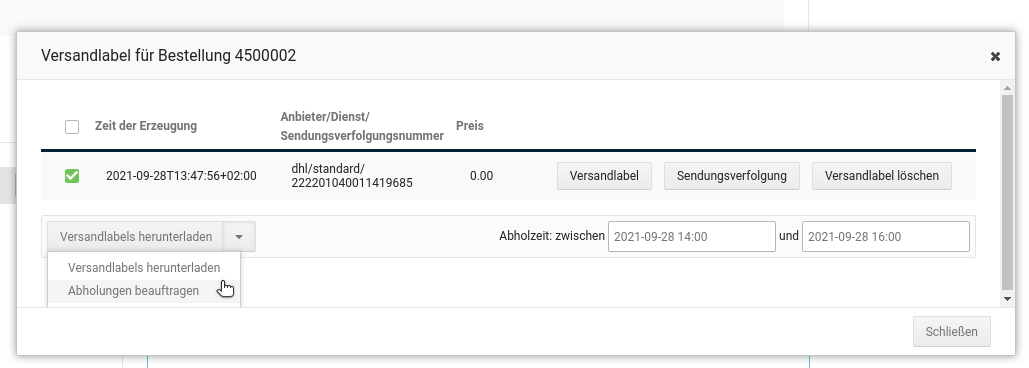 Versandlabel für Bestellung 4500002
Zeit der Erzeugung
Anbieter/Dienst/
Sendungsverfolgungsnummer
Preis
2021-09-28T13:47:56+02:00
dhl/standard/
222201040011419685
0.00
Versandlabel
Sendungsverfolgung
Versandlabel löschen
Versandlabels herunterladen
Abholzeit: zwischen 2021-09-28 14:00 und 2021-09-28 16:00
Versandlabels herunterladen
Abholungen beauftragen
Schließen